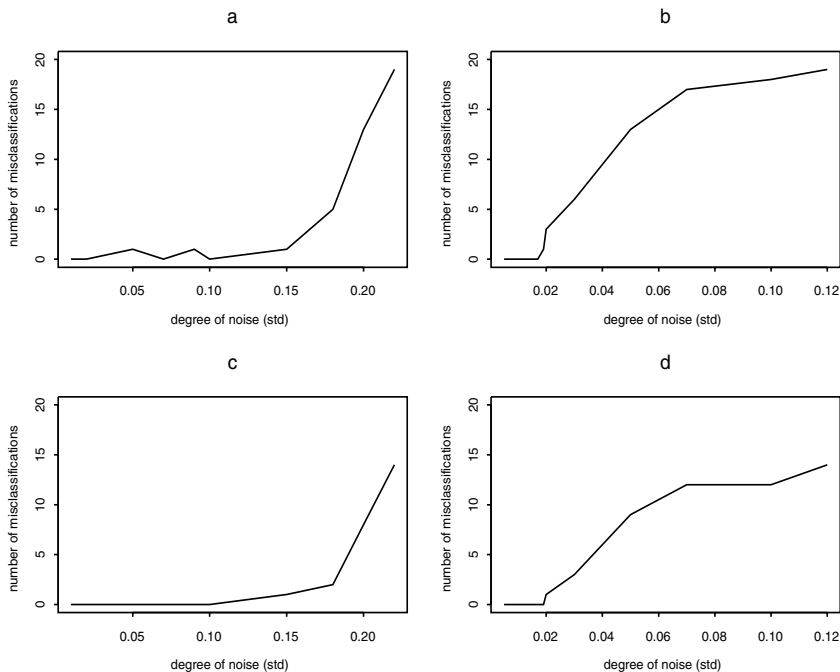 a
number of misclassifications
20
15
10
5
0
0.05 0.10 0.15 0.20
degree of noise (std)
b
number of misclassifications
20
15
10
5
0
0.02 0.04 0.06 0.08 0.10 0.12
degree of noise (std)
c
number of misclassifications
20
15
10
5
0
0.05 0.10 0.15 0.20
degree of noise (std)
d
number of misclassifications
20
15
10
5
0
0.02 0.04 0.06 0.08 0.10 0.12
degree of noise (std)